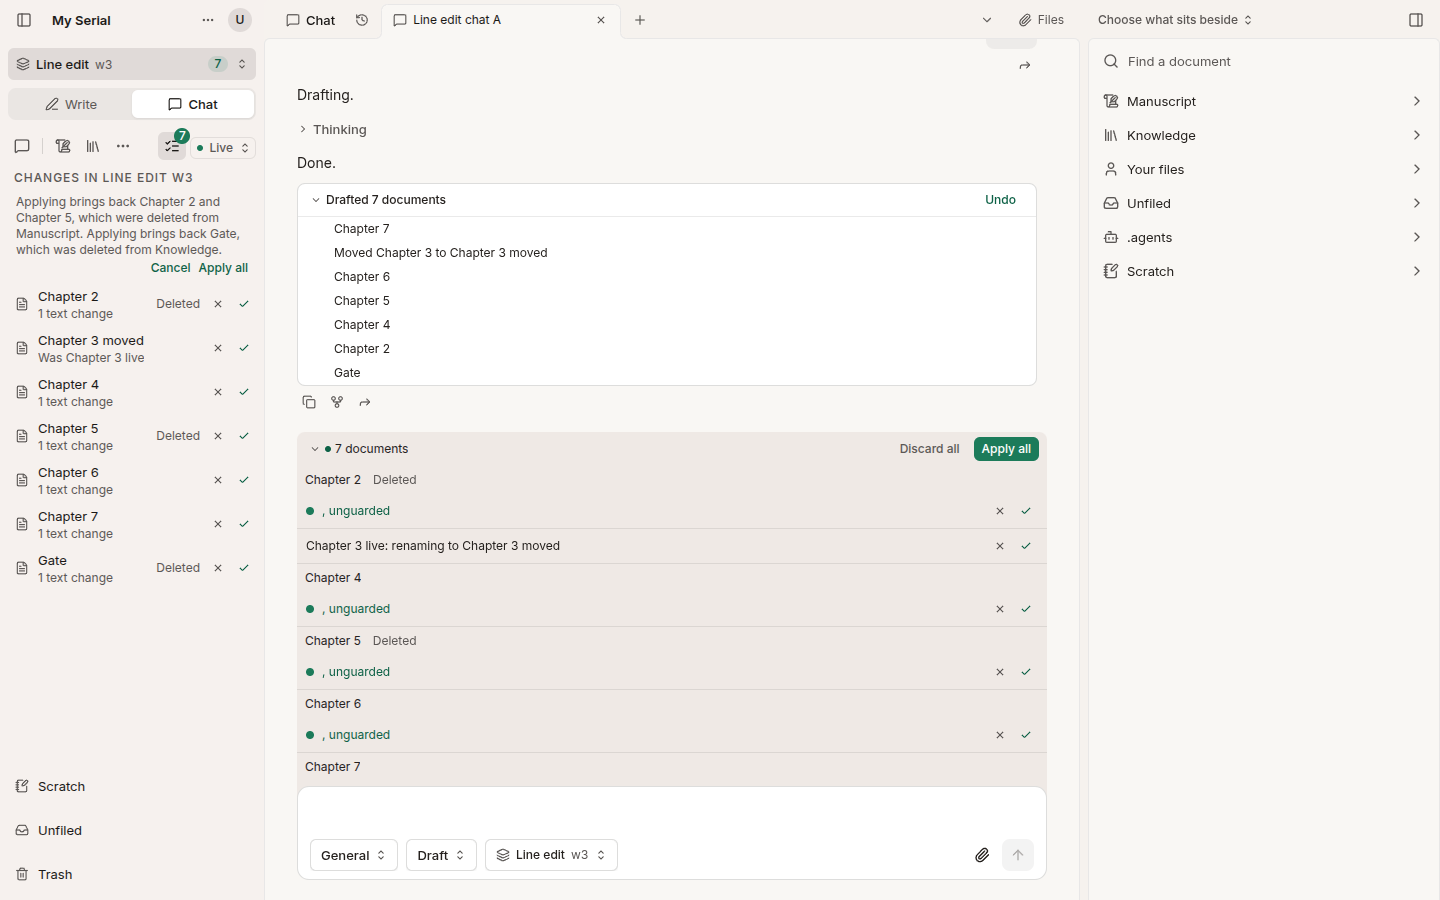 My Serial
U
Line edit w3
7
Write
Chat
7
Live
CHANGES IN LINE EDIT W3
Applying brings back Chapter 2 and
Chapter 5, which were deleted from
Manuscript. Applying brings back Gate,
which was deleted from Knowledge.
Cancel Apply all
Chapter 2
1 text change
Deleted
Chapter 3 moved
Was Chapter 3 live
Chapter 4
1 text change
Chapter 5
1 text change
Deleted
Chapter 6
1 text change
Chapter 7
1 text change
Gate
1 text change
Deleted
Scratch
Unfiled
Trash
Chat
Line edit chat A
Files
Drafting.
Thinking
Done.
Drafted 7 documents
Undo
Chapter 7
Moved Chapter 3 to Chapter 3 moved
Chapter 6
Chapter 5
Chapter 4
Chapter 2
Gate
7 documents
Discard all
Apply all
Chapter 2 Deleted
, unguarded
Chapter 3 live: renaming to Chapter 3 moved
Chapter 4
, unguarded
Chapter 5 Deleted
, unguarded
Chapter 6
, unguarded
Chapter 7
General
Draft
Line edit w3
Choose what sits beside
Find a document
Manuscript
Knowledge
Your files
Unfiled
.agents
Scratch